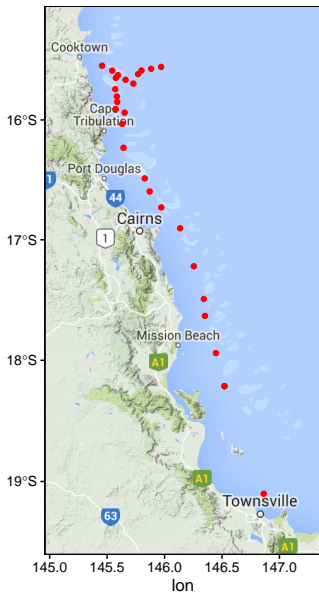 Cooktown
16°S
Cape
Tribulation
Port Douglas
1
44
Cairns
1
17°S
Mission Beach
18°S
A1
19°S
A1
Townsville
63
A1
145.0 145.5 146.0 146.5 147.0
lon